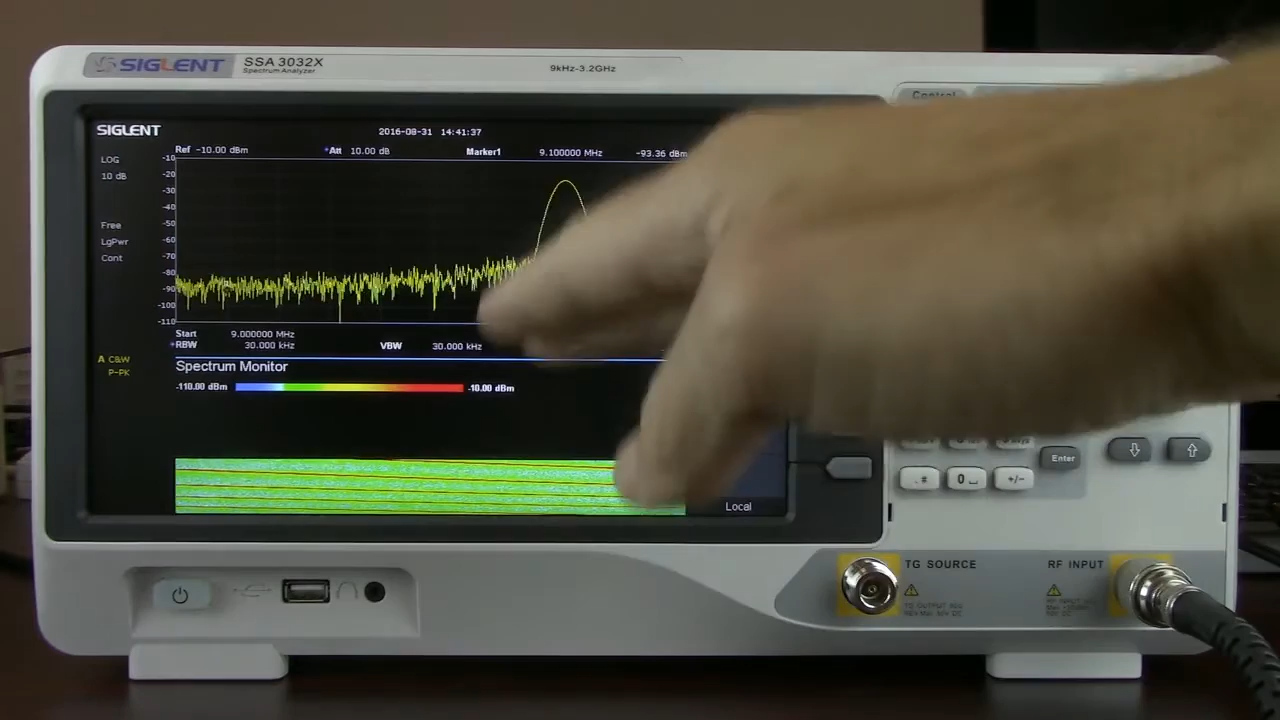 SIGLENT SSA 3032X
Spectrum Analyzer
9kHz-3.2GHz
Control
SIGLENT 2016-08-31 14:41:37
Ref -10.00 dBm *Att 10.00 dB Marker1 9.100000 MHz -93.36 dBm
LOG
10 dB
Free
LgPwr
Cont
-10
-20
-30
-40
-50
-60
-70
-80
-90
-100
-110
Start 9.000000 MHz
*RBW 30.000 kHz VBW 30.000 kHz
A C&W
P-PK
Spectrum Monitor
-110.00 dBm -10.00 dBm
Local
Enter
. # 0 +/-
TG SOURCE
RF INPUT